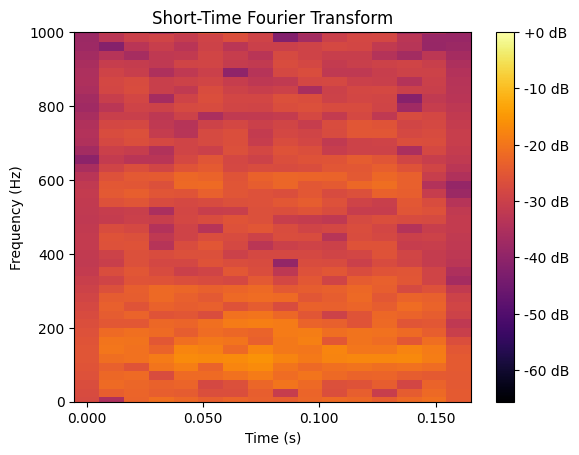 Short-Time Fourier Transform
Frequency (Hz)
1000
800
600
400
200
0
0.000
0.050
0.100
0.150
Time (s)
+0 dB
-10 dB
-20 dB
-30 dB
-40 dB
-50 dB
-60 dB